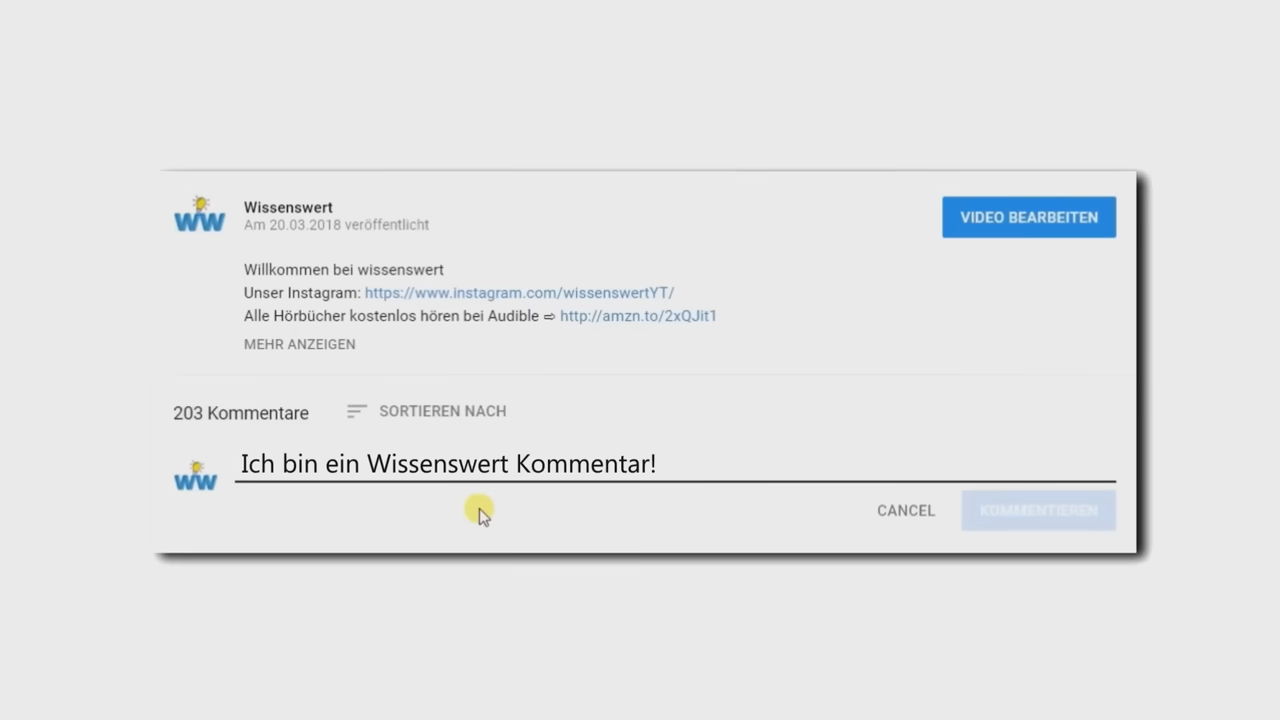 WW
Wissenswert
Am 20.03.2018 veröffentlicht
VIDEO BEARBEITEN
Willkommen bei wissenswert
Unser Instagram: https://www.instagram.com/wissenswertYT/
Alle Hörbücher kostenlos hören bei Audible ⇨ http://amzn.to/2xQJit1
MEHR ANZEIGEN
203 Kommentare
SORTIEREN NACH
WW
Ich bin ein Wissenswert Kommentar!
CANCEL
KOMMENTIEREN